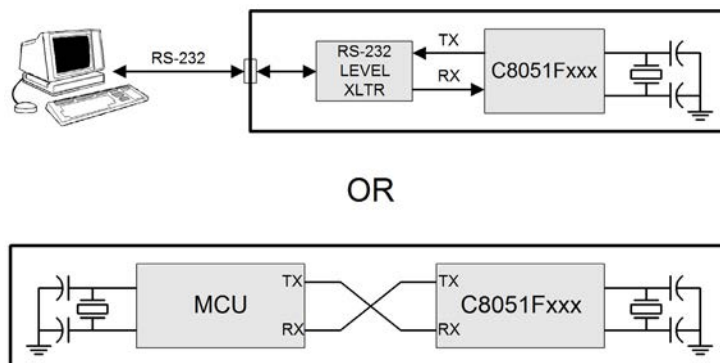 RS-232
RS-232
LEVEL
XLTR
TX
RX
C8051Fxxx
OR
MCU
TX
RX
TX
RX
C8051Fxxx